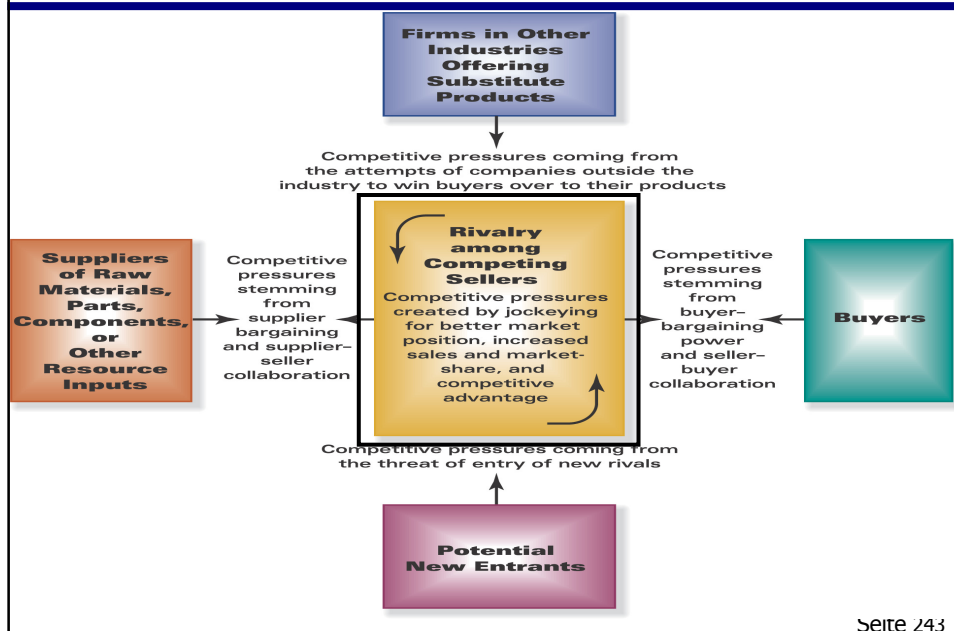 Firms in Other
Industries
Offering
Substitute
Products
Competitive pressures coming from
the attempts of companies outside the
industry to win buyers over to their products
Suppliers
of Raw
Materials,
Parts,
Components,
or
Other
Resource
Inputs
Competitive
pressures
stemming
from
supplier
bargaining
and supplier–
seller
collaboration
Rivalry
among
Competing
Sellers
Competitive pressures
created by jockeying
for better market
position, increased
sales and market-
share, and
competitive
advantage
Competitive
pressures
stemming
from
buyer–
bargaining
power
and seller–
buyer
collaboration
Buyers
Competitive pressures coming from
the threat of entry of new rivals
Potential
New Entrants
Seite 243